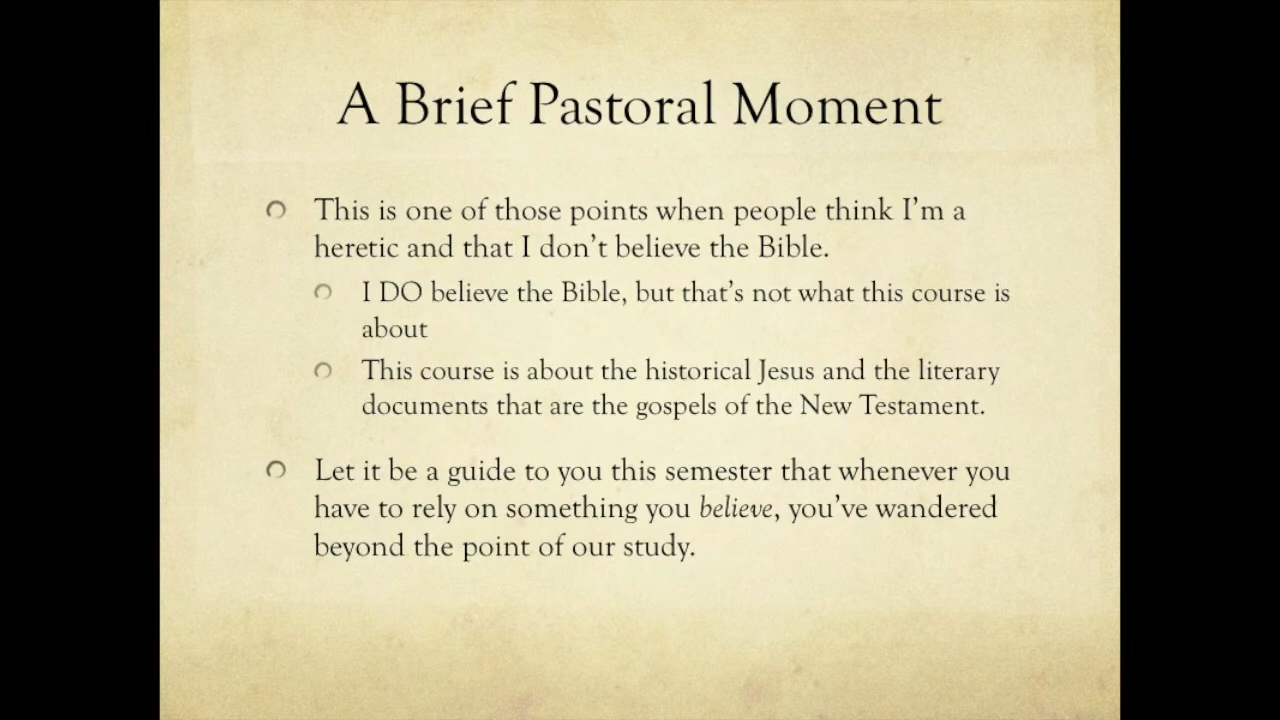 A Brief Pastoral Moment
This is one of those points when people think I’m a
heretic and that I don’t believe the Bible.
I DO believe the Bible, but that’s not what this course is
about
This course is about the historical Jesus and the literary
documents that are the gospels of the New Testament.
Let it be a guide to you this semester that whenever you
have to rely on something you believe, you’ve wandered
beyond the point of our study.